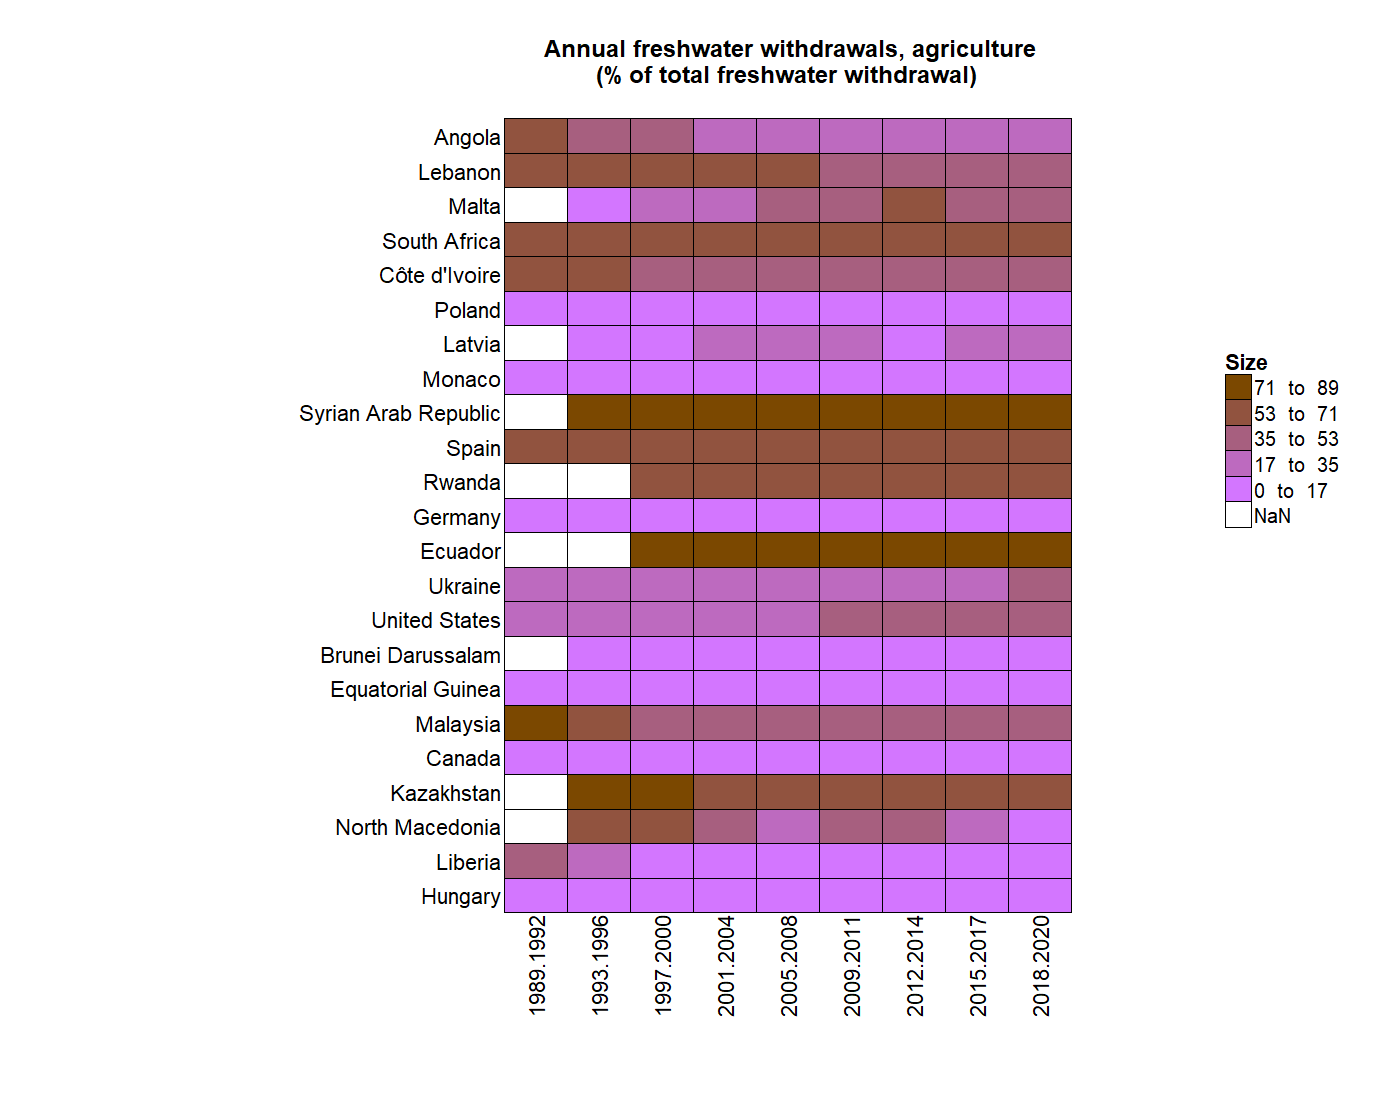 Annual freshwater withdrawals, agriculture
(% of total freshwater withdrawal)
Angola
Lebanon
Malta
South Africa
Côte d'Ivoire
Poland
Latvia
Monaco
Syrian Arab Republic
Spain
Rwanda
Germany
Ecuador
Ukraine
United States
Brunei Darussalam
Equatorial Guinea
Malaysia
Canada
Kazakhstan
North Macedonia
Liberia
Hungary
1989.1992
1993.1996
1997.2000
2001.2004
2005.2008
2009.2011
2012.2014
2015.2017
2018.2020
Size
71 to 89
53 to 71
35 to 53
17 to 35
0 to 17
NaN